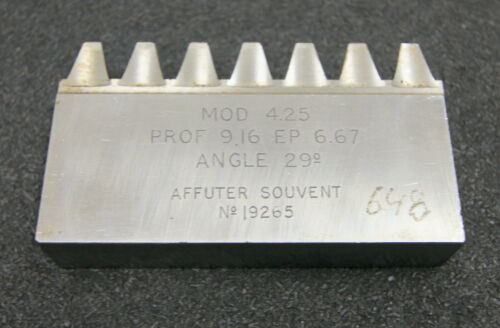 MOD 4.25
PROF 9,16 EP 6.67
ANGLE 29º
AFFUTER SOUVENT
Nº 19265
648